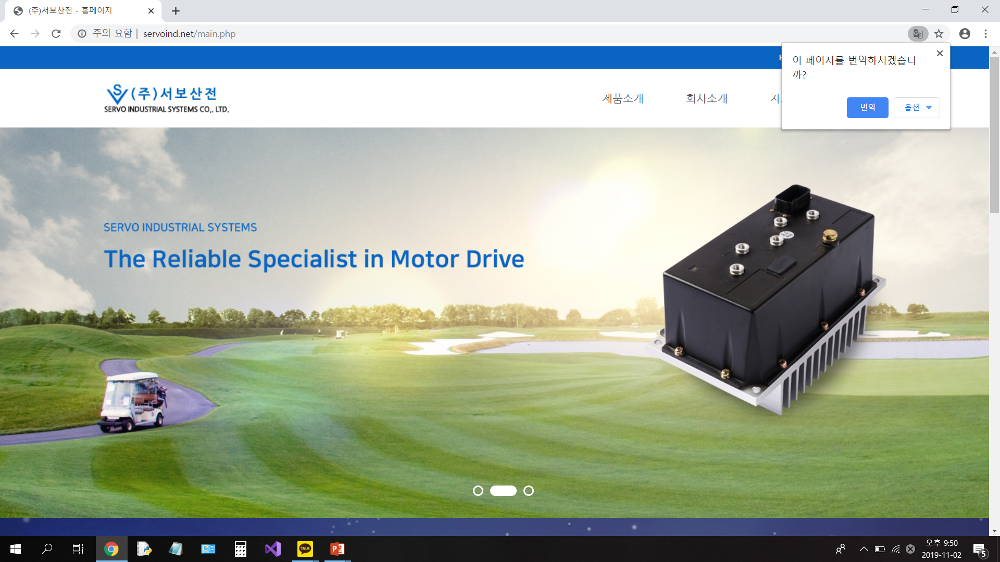 (주)서보산전 - 홈페이지
주의 요함 | servoind.net/main.php
이 페이지를 번역하시겠습니
까?
번역 옵션
(주)서보산전
SERVO INDUSTRIAL SYSTEMS CO,. LTD.
제품소개 회사소개
SERVO INDUSTRIAL SYSTEMS
The Reliable Specialist in Motor Drive
TALK
오후 9:50
2019-11-02
5